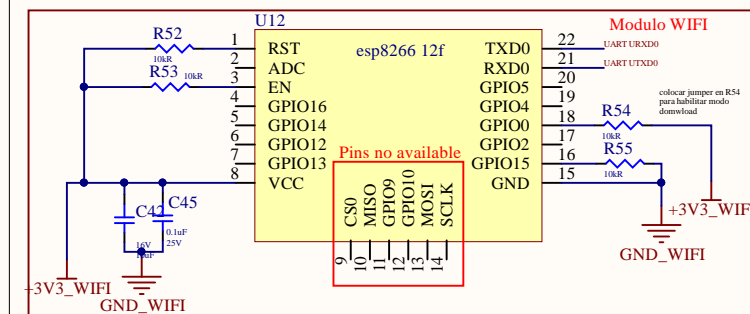 U12
Modulo WIFI
esp8266 12f
R52
10kR
1
RST
2
ADC
R53
10kR
3
EN
4
GPIO16
5
GPIO14
6
GPIO12
7
GPIO13
8
VCC
TXD0
22
UART URXD0
RXD0
21
UART UTXD0
GPIO5
20
GPIO4
19
GPIO0
18
R54
10kR
GPIO2
17
GPIO15
16
R55
10kR
GND
15
colocar jumper en R54
para habilitar modo
domwload
Pins no available
CS0
MISO
GPIO9
GPIO10
MOSI
SCLK
9
10
11
12
13
14
C42
16V
C45
0.1uF
25V
+3V3_WIFI
GND_WIFI
+3V3_WIF
GND_WIFI